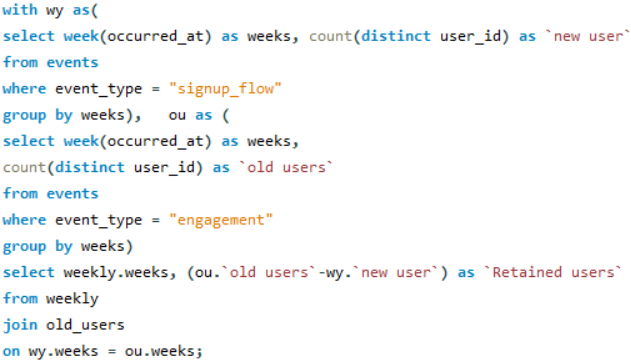 with wy as(
select week(occurred_at) as weeks, count(distinct user_id) as `new user`
from events
where event_type = "signup_flow"
group by weeks),   ou as (
select week(occurred_at) as weeks,
count(distinct user_id) as `old users`
from events
where event_type = "engagement"
group by weeks)
select weekly.weeks, (ou.`old users`-wy.`new user`) as `Retained users`
from weekly
join old_users
on wy.weeks = ou.weeks;